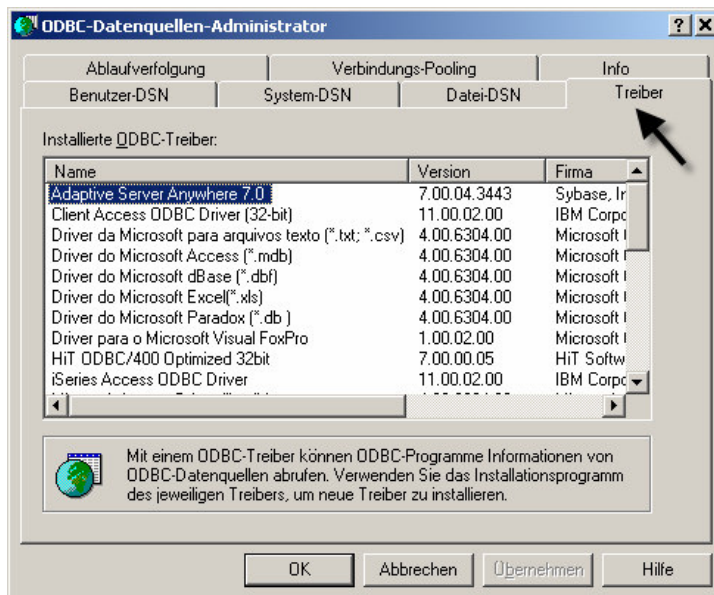 ODBC-Datenquellen-Administrator
Ablaufverfolgung Verbindungs-Pooling Info
Benutzer-DSN System-DSN Datei-DSN Treiber
Installierte ODBC-Treiber:
Name Version Firma
Adaptive Server Anywhere 7.0 7.00.04.3443 Sybase, In
Client Access ODBC Driver (32-bit) 11.00.02.00 IBM Corpo
Driver da Microsoft para arquivos texto (*.txt; *.csv) 4.00.6304.00 Microsoft
Driver do Microsoft Access (*.mdb) 4.00.6304.00 Microsoft
Driver do Microsoft dBase (*.dbf) 4.00.6304.00 Microsoft
Driver do Microsoft Excel(*.xls) 4.00.6304.00 Microsoft
Driver do Microsoft Paradox (*.db ) 4.00.6304.00 Microsoft
Driver para o Microsoft Visual FoxPro 1.00.02.00 Microsoft
HiT ODBC/400 Optimized 32bit 7.00.00.05 HiT Softw
iSeries Access ODBC Driver 11.00.02.00 IBM Corpo
Mit einem ODBC-Treiber können ODBC-Programme Informationen von
ODBC-Datenquellen abrufen. Verwenden Sie das Installationsprogramm
des jeweiligen Treibers, um neue Treiber zu installieren.
OK Abbrechen Übernehmen Hilfe